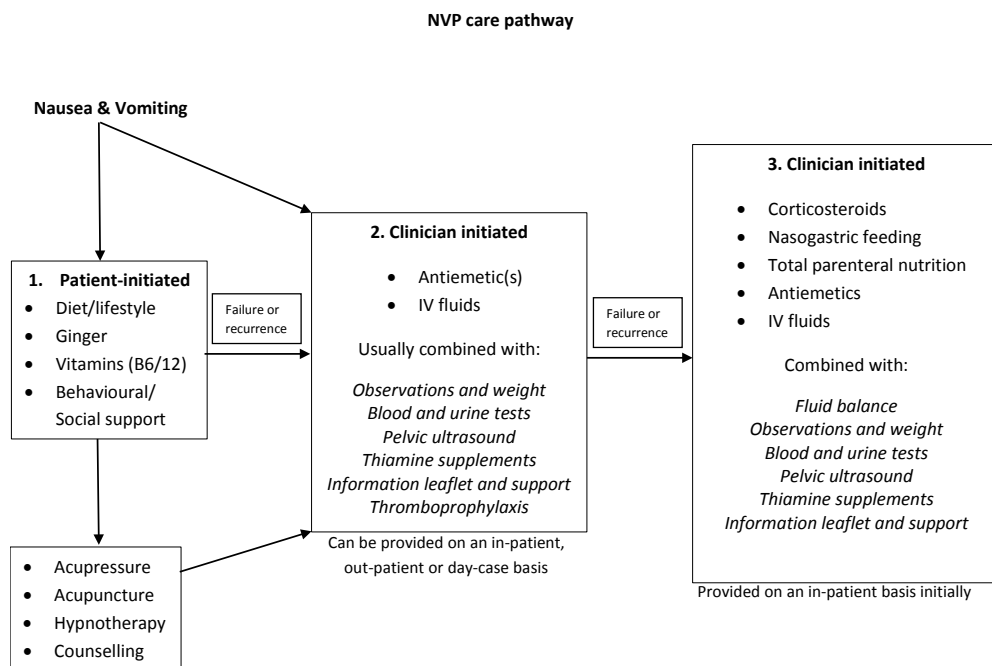 NVP care pathway
Nausea & Vomiting
1. Patient-initiated
• Diet/lifestyle
• Ginger
• Vitamins (B6/12)
• Behavioural/
Social support
• Acupressure
• Acupuncture
• Hypnotherapy
• Counselling
Failure or
recurrence
2. Clinician initiated
• Antiemetic(s)
• IV fluids
Usually combined with:
Observations and weight
Blood and urine tests
Pelvic ultrasound
Thiamine supplements
Information leaflet and support
Thromboprophylaxis
Can be provided on an in-patient,
out-patient or day-case basis
Failure or
recurrence
3. Clinician initiated
• Corticosteroids
• Nasogastric feeding
• Total parenteral nutrition
• Antiemetics
• IV fluids
Combined with:
Fluid balance
Observations and weight
Blood and urine tests
Pelvic ultrasound
Thiamine supplements
Information leaflet and support
Provided on an in-patient basis initially